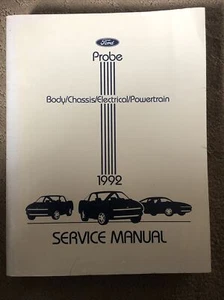 Ford
Probe
Body/Chassis/Electrical/Powertrain
1992
SERVICE MANUAL